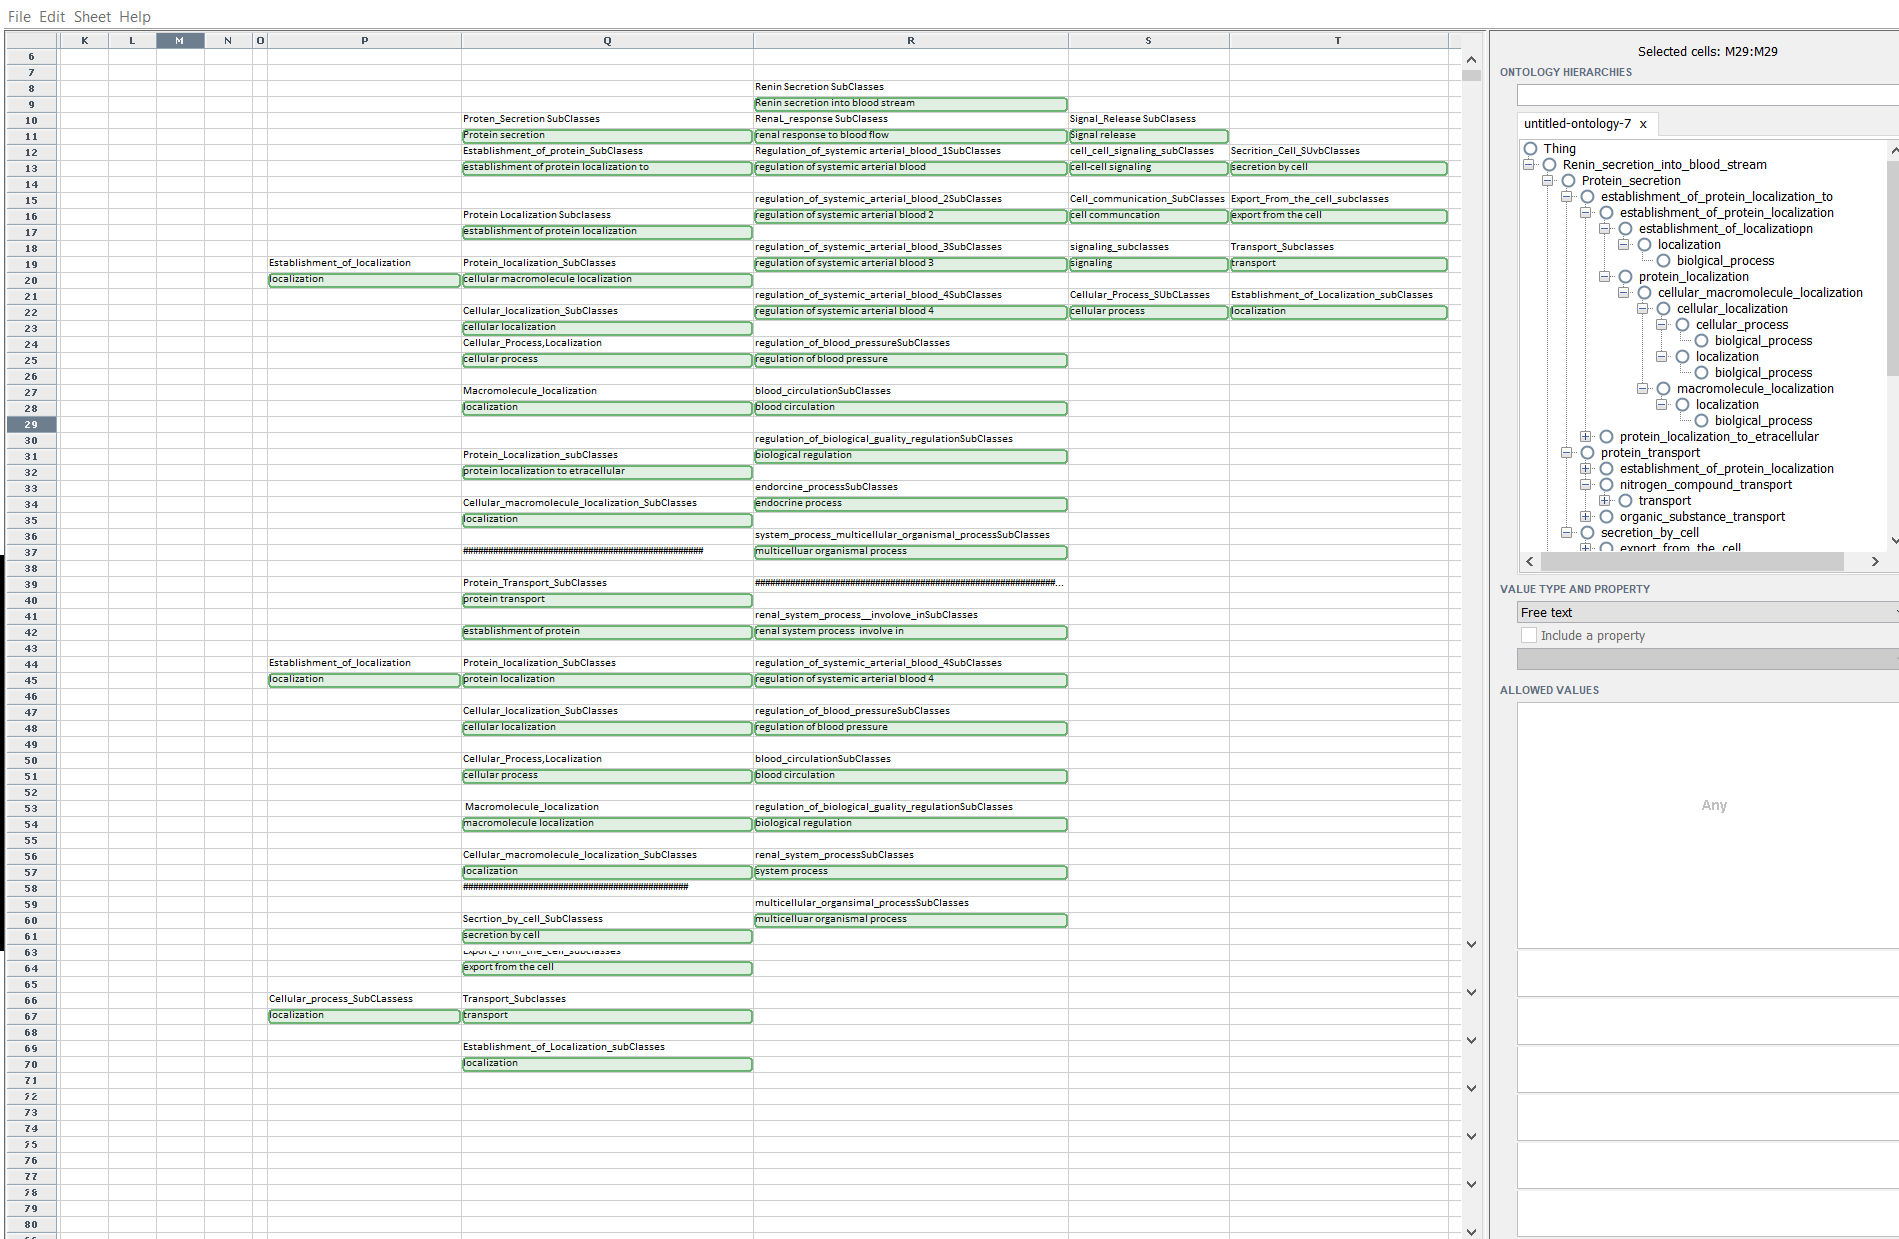 File Edit Sheet Help
K L M N O P Q R S T
6
7
8 Renin Secretion SubClasses
9 Renin secretion into blood stream
10 Proten_Secretion SubClasses RenaL_response SubClasess Signal_Release SubClasess
11 Protein secretion renal response to blood flow Signal release
12 Establishment_of_protein_SubClasess Regulation_of_systemic arterial_blood_1SubClasses cell_cell_signaling_subClasses Secrition_Cell_SUvbClasses
13 establishment of protein localization to regulation of systemic arterial blood cell-cell signaling secretion by cell
14
15 regulation_of_systemic_arterial_blood_2SubClasses Cell_communication_SubClasses Export_From_the_cell_subclasses
16 Protein Localization Subclasess regulation of systemic arterial blood 2 cell communcation export from the cell
17 establishment of protein localization
18 regulation_of_systemic_arterial_blood_3SubClasses signaling_subclasses Transport_Subclasses
19 Establishment_of_localization Protein_localization_SubClasses regulation of systemic arterial blood 3 signaling transport
20 localization cellular macromolecule localization
21 regulation_of_systemic_arterial_blood_4SubClasses Cellular_Process_SUbCLasses Establishment_of_Localization_subClasses
22 Cellular_localization_SubClasses regulation of systemic arterial blood 4 cellular process localization
23 cellular localization
24 Cellular_Process,Localization regulation_of_blood_pressureSubClasses
25 cellular process regulation of blood pressure
26
27 Macromolecule_localization blood_circulationSubClasses
28 localization blood circulation
29
30 regulation_of_biological_guality_regulationSubClasses
31 Protein_Localization_subClasses biological regulation
32 protein localization to etracellular
33 endorcine_processSubClasses
34 Cellular_macromolecule_localization_SubClasses endocrine process
35 localization
36 system_process_multicellular_organismal_processSubClasses
37 ################################################ multicelluar organismal process
38
39 Protein_Transport_SubClasses ############################################################...
40 protein transport
41 renal_system_process__involove_inSubClasses
42 establishment of protein renal system process involve in
43
44 Establishment_of_localization Protein_localization_SubClasses regulation_of_systemic_arterial_blood_4SubClasses
45 localization protein localization regulation of systemic arterial blood 4
46
47 Cellular_localization_SubClasses regulation_of_blood_pressureSubClasses
48 cellular localization regulation of blood pressure
49
50 Cellular_Process,Localization blood_circulationSubClasses
51 cellular process blood circulation
52
53 Macromolecule_localization regulation_of_biological_guality_regulationSubClasses
54 macromolecule localization biological regulation
55
56 Cellular_macromolecule_localization_SubClasses renal_system_processSubClasses
57 localization system process
58 #############################################
59 multicellular_organsimal_processSubClasses
60 Secrtion_by_cell_SubClassess multicelluar organismal process
61 secretion by cell
63 Export_From_the_cell_subclasses
64 export from the cell
65
66 Cellular_process_SubCLassess Transport_Subclasses
67 localization transport
68
69 Establishment_of_Localization_subClasses
70 localization
71
72
73
74
75
76
77
78
79
80
Selected cells: M29:M29
ONTOLOGY HIERARCHIES
untitled-ontology-7 x
Thing
Renin_secretion_into_blood_stream
Protein_secretion
establishment_of_protein_localization_to
establishment_of_protein_localization
establishment_of_localizatiopn
localization
biolgical_process
protein_localization
cellular_macromolecule_localization
cellular_localization
cellular_process
biolgical_process
localization
biolgical_process
macromolecule_localization
localization
biolgical_process
protein_localization_to_etracellular
protein_transport
establishment_of_protein_localization
nitrogen_compound_transport
transport
organic_substance_transport
secretion_by_cell
export_from_the_cell
VALUE TYPE AND PROPERTY
Free text
Include a property
ALLOWED VALUES
Any